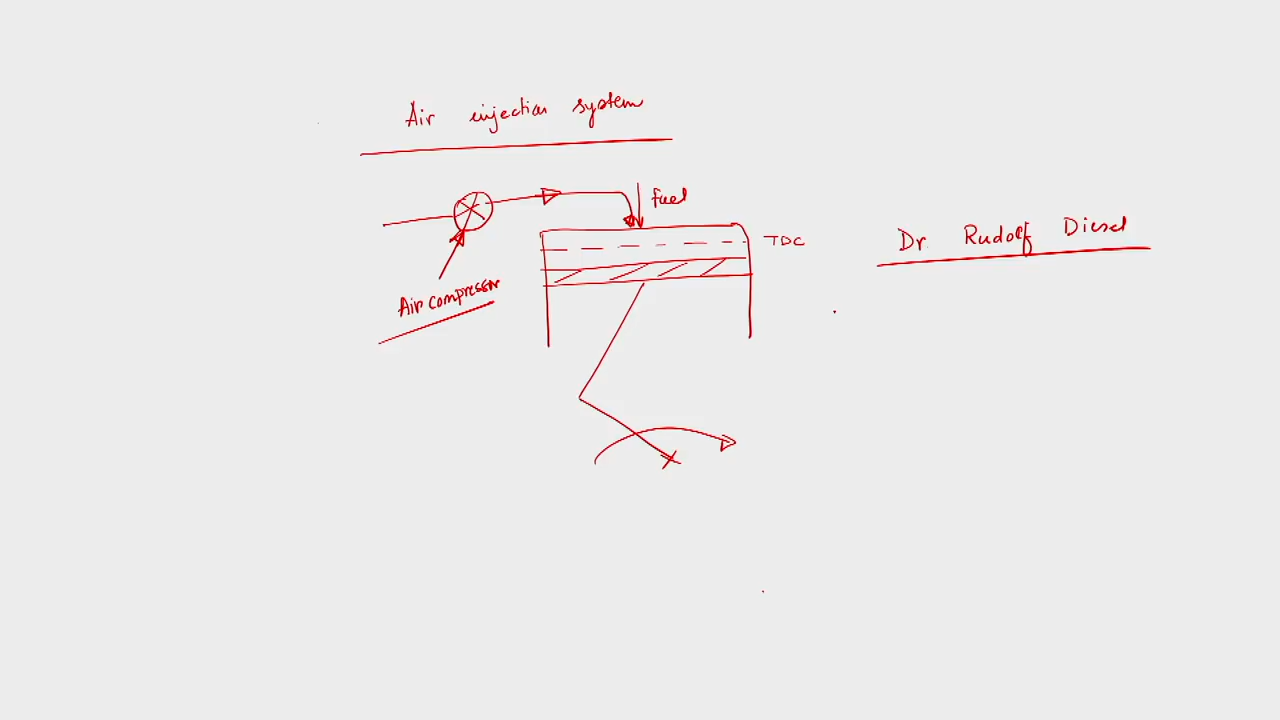 Air injection system
Fuel
TDC
Dr. Rudolf Diesel
Air compressor